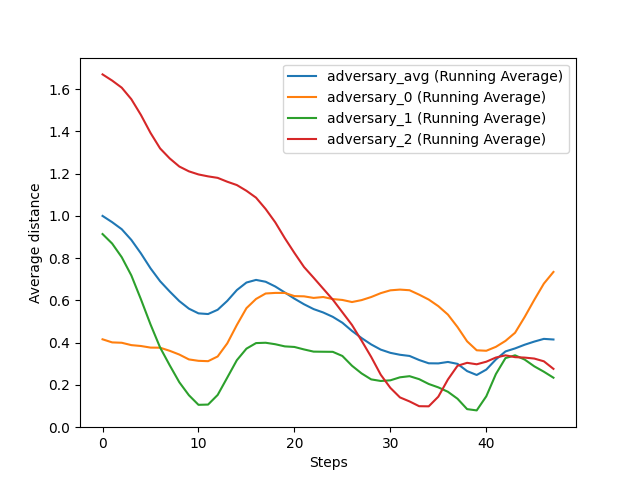 adversary_avg (Running Average)
adversary_0 (Running Average)
adversary_1 (Running Average)
adversary_2 (Running Average)
Average distance
1.6
1.4
1.2
1.0
0.8
0.6
0.4
0.2
0.0
0 10 20 30 40
Steps